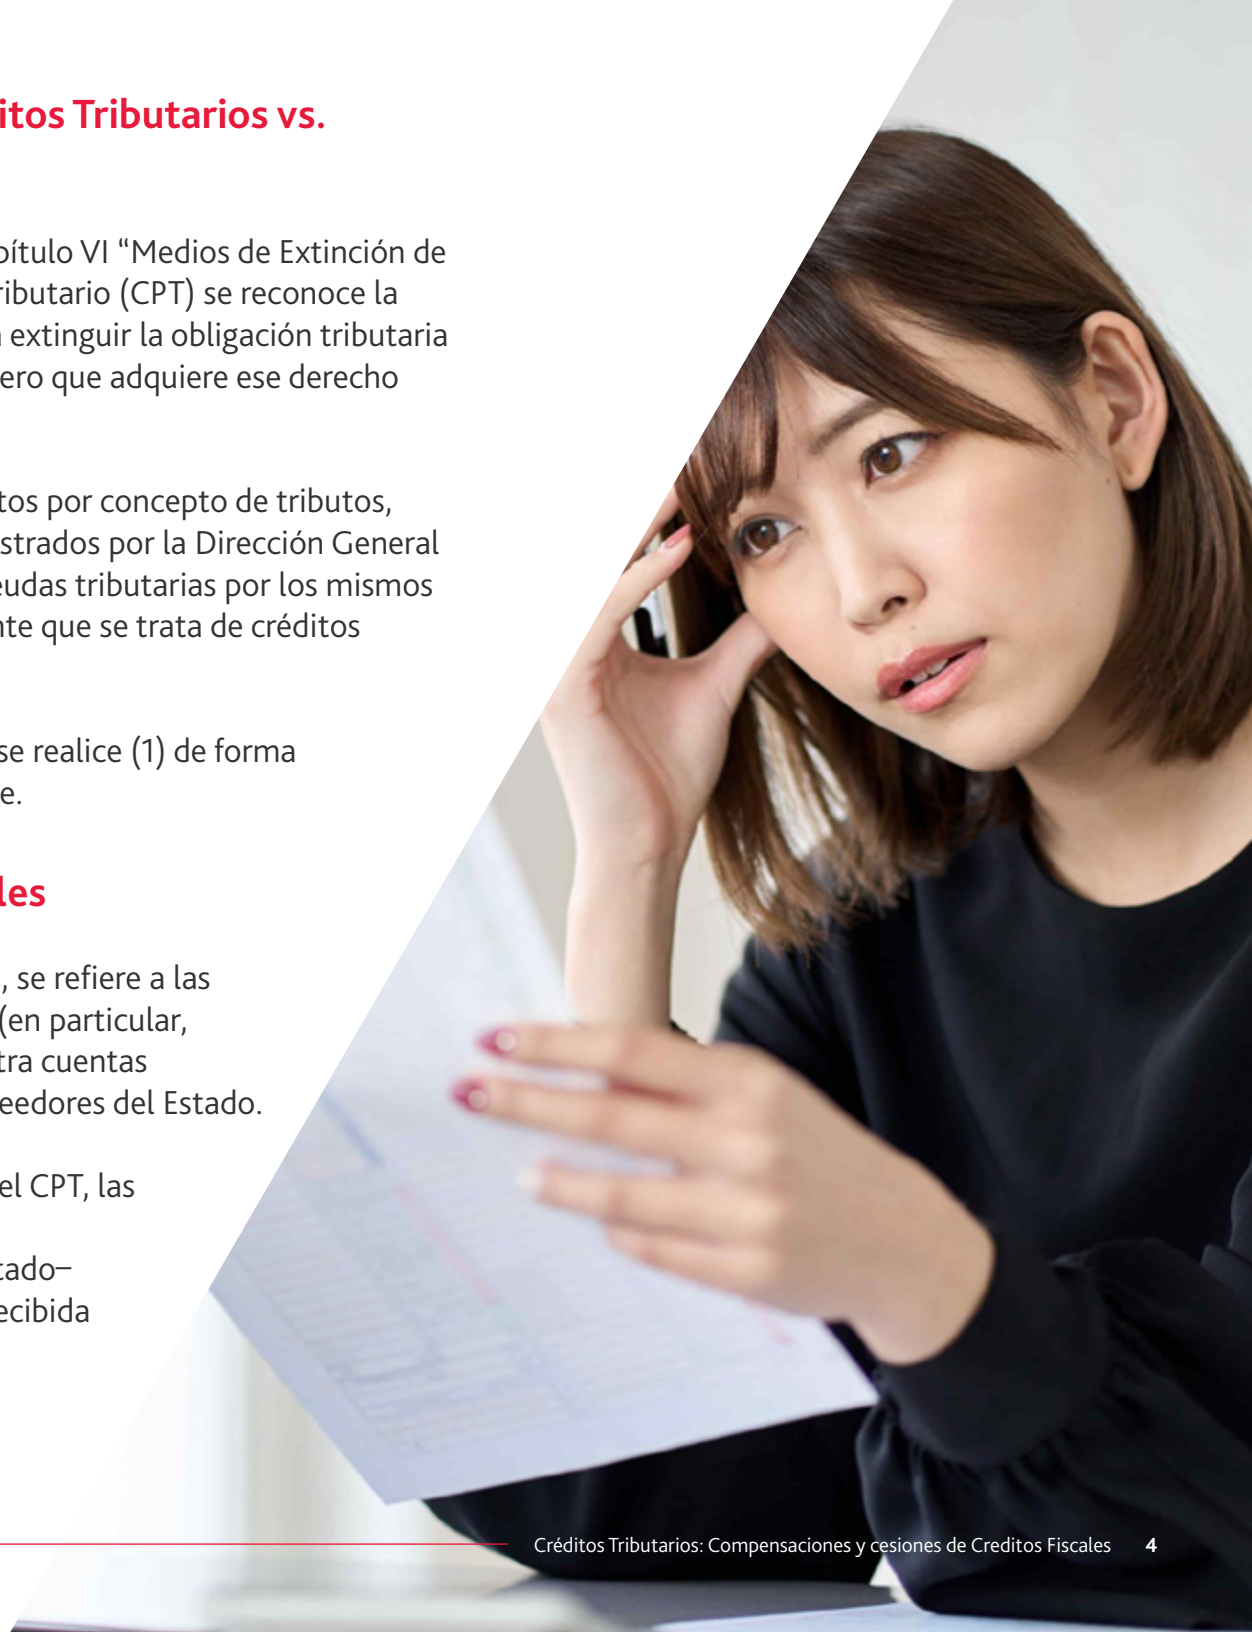 itos Tributarios vs.
pítulo VI “Medios de Extinción de
ributario (CPT) se reconoce la
extinguir la obligación tributaria
ero que adquiere ese derecho
tos por concepto de tributos,
strados por la Dirección General
eudas tributarias por los mismos
nte que se trata de créditos
se realice (1) de forma
e.
les
, se refiere a las
(en particular,
tra cuentas
eedores del Estado.
el CPT, las
tado–
ecibida
Créditos Tributarios: Compensaciones y cesiones de Creditos Fiscales 4